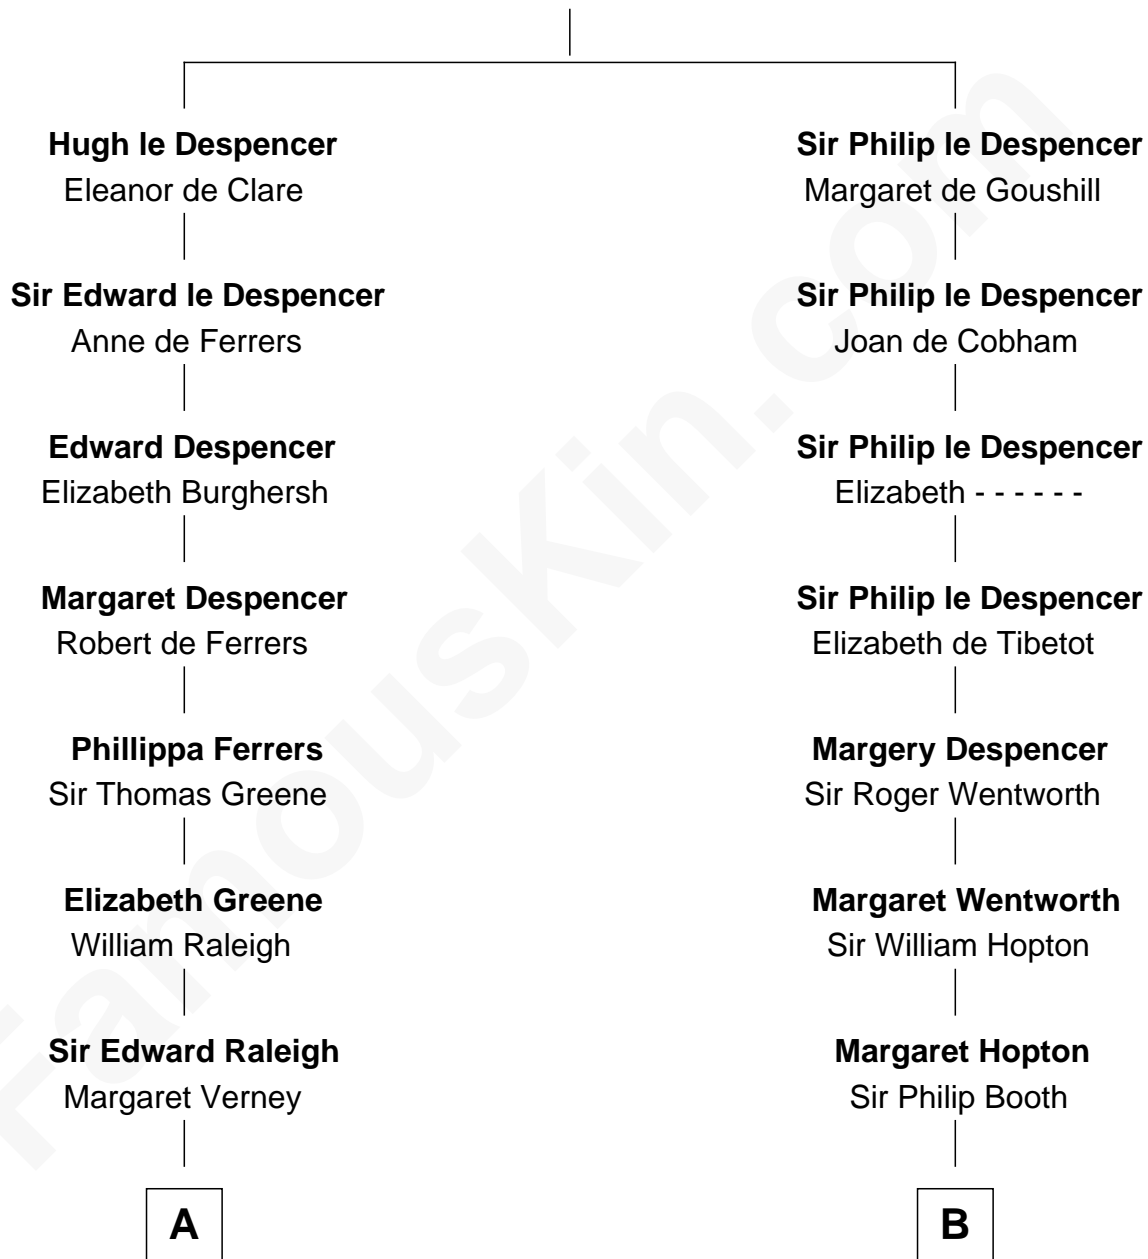 Hugh le Despencer
Eleanor de Clare
Sir Edward le Despencer
Anne de Ferrers
Edward Despencer
Elizabeth Burghersh
Margaret Despencer
Robert de Ferrers
Phillippa Ferrers
Sir Thomas Greene
Elizabeth Greene
William Raleigh
Sir Edward Raleigh
Margaret Verney
A
Sir Philip le Despencer
Margaret de Goushill
Sir Philip le Despencer
Joan de Cobham
Sir Philip le Despencer
Elizabeth - - - - - -
Sir Philip le Despencer
Elizabeth de Tibetot
Margery Despencer
Sir Roger Wentworth
Margaret Wentworth
Sir William Hopton
Margaret Hopton
Sir Philip Booth
B
FamousKin.com